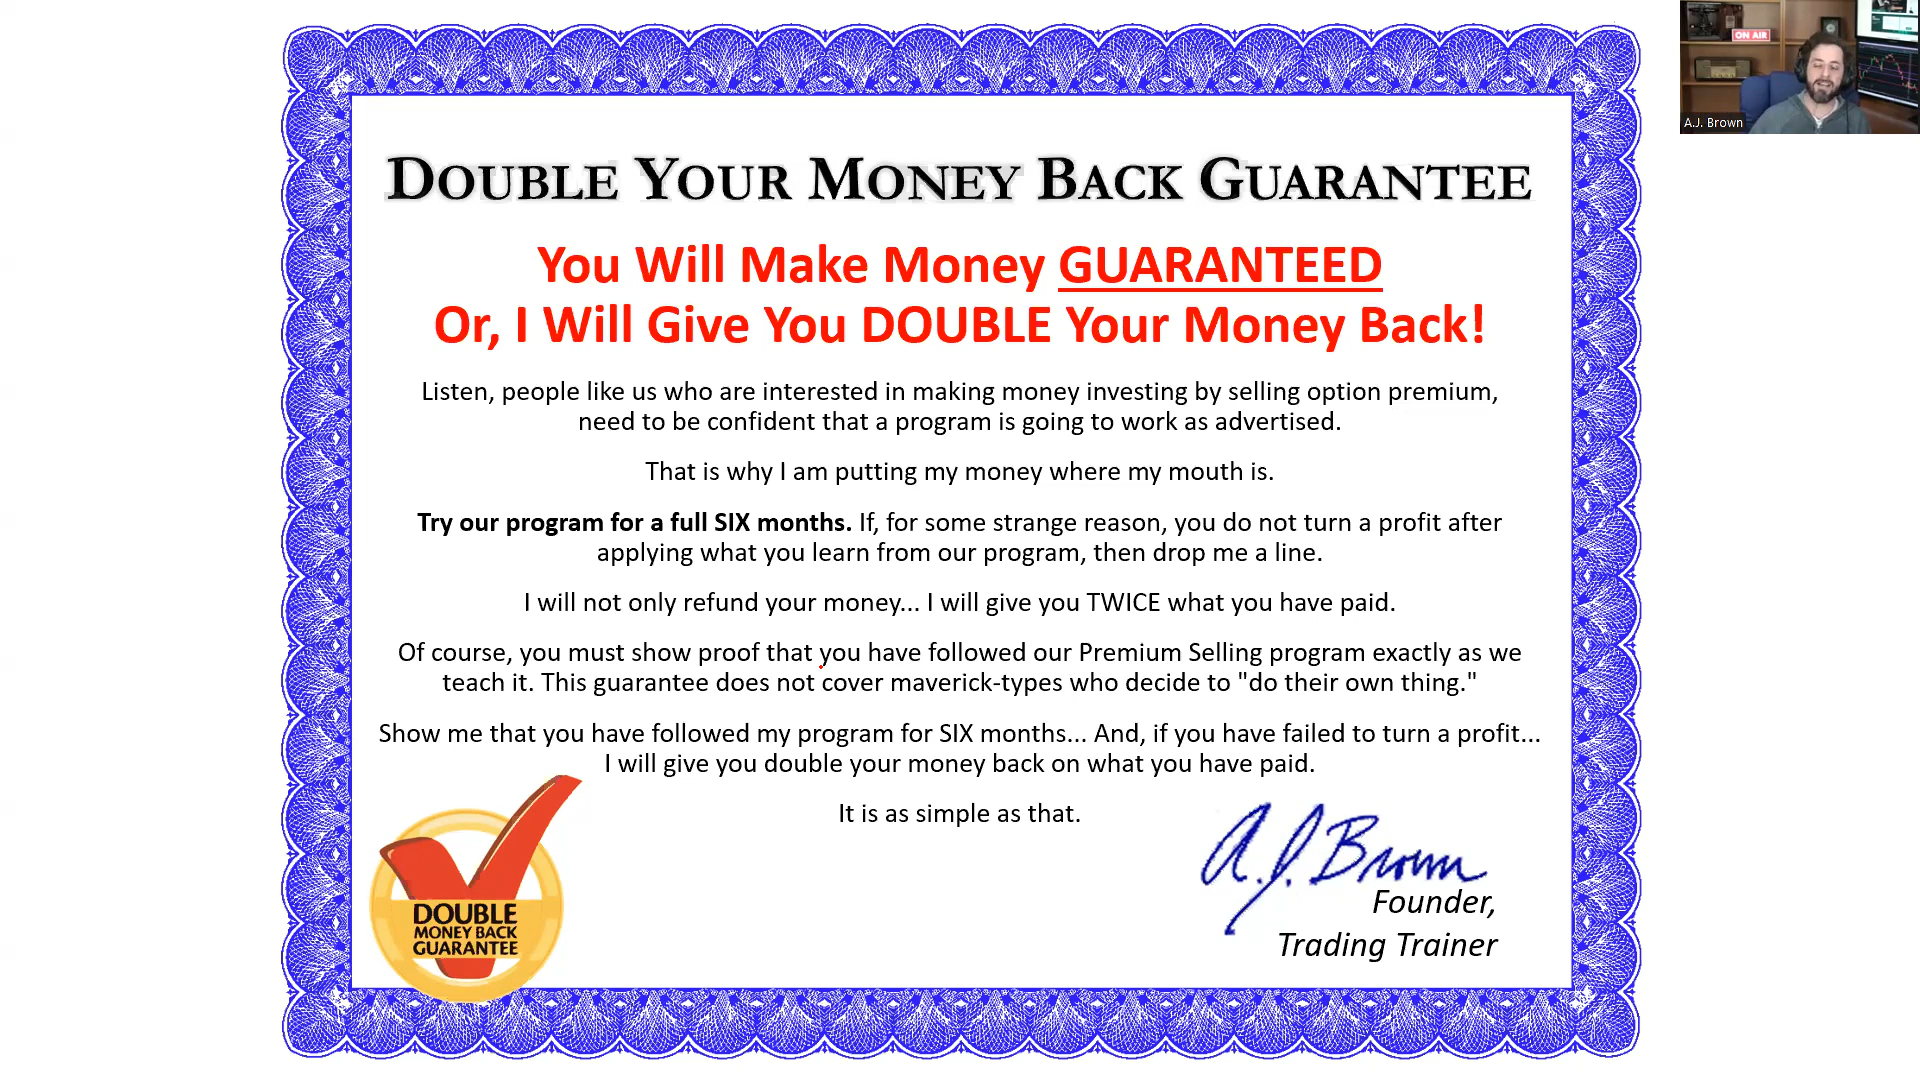 ON AIR
A.J. Brown
DOUBLE YOUR MONEY BACK GUARANTEE
You Will Make Money GUARANTEED
Or, I Will Give You DOUBLE Your Money Back!
Listen, people like us who are interested in making money investing by selling option premium,
need to be confident that a program is going to work as advertised.
That is why I am putting my money where my mouth is.
Try our program for a full SIX months. If, for some strange reason, you do not turn a profit after
applying what you learn from our program, then drop me a line.
I will not only refund your money... I will give you TWICE what you have paid.
Of course, you must show proof that you have followed our Premium Selling program exactly as we
teach it. This guarantee does not cover maverick-types who decide to "do their own thing."
Show me that you have followed my program for SIX months... And, if you have failed to turn a profit...
I will give you double your money back on what you have paid.
It is as simple as that.
A.J. Brown
Founder,
Trading Trainer
DOUBLE
MONEY BACK
GUARANTEE